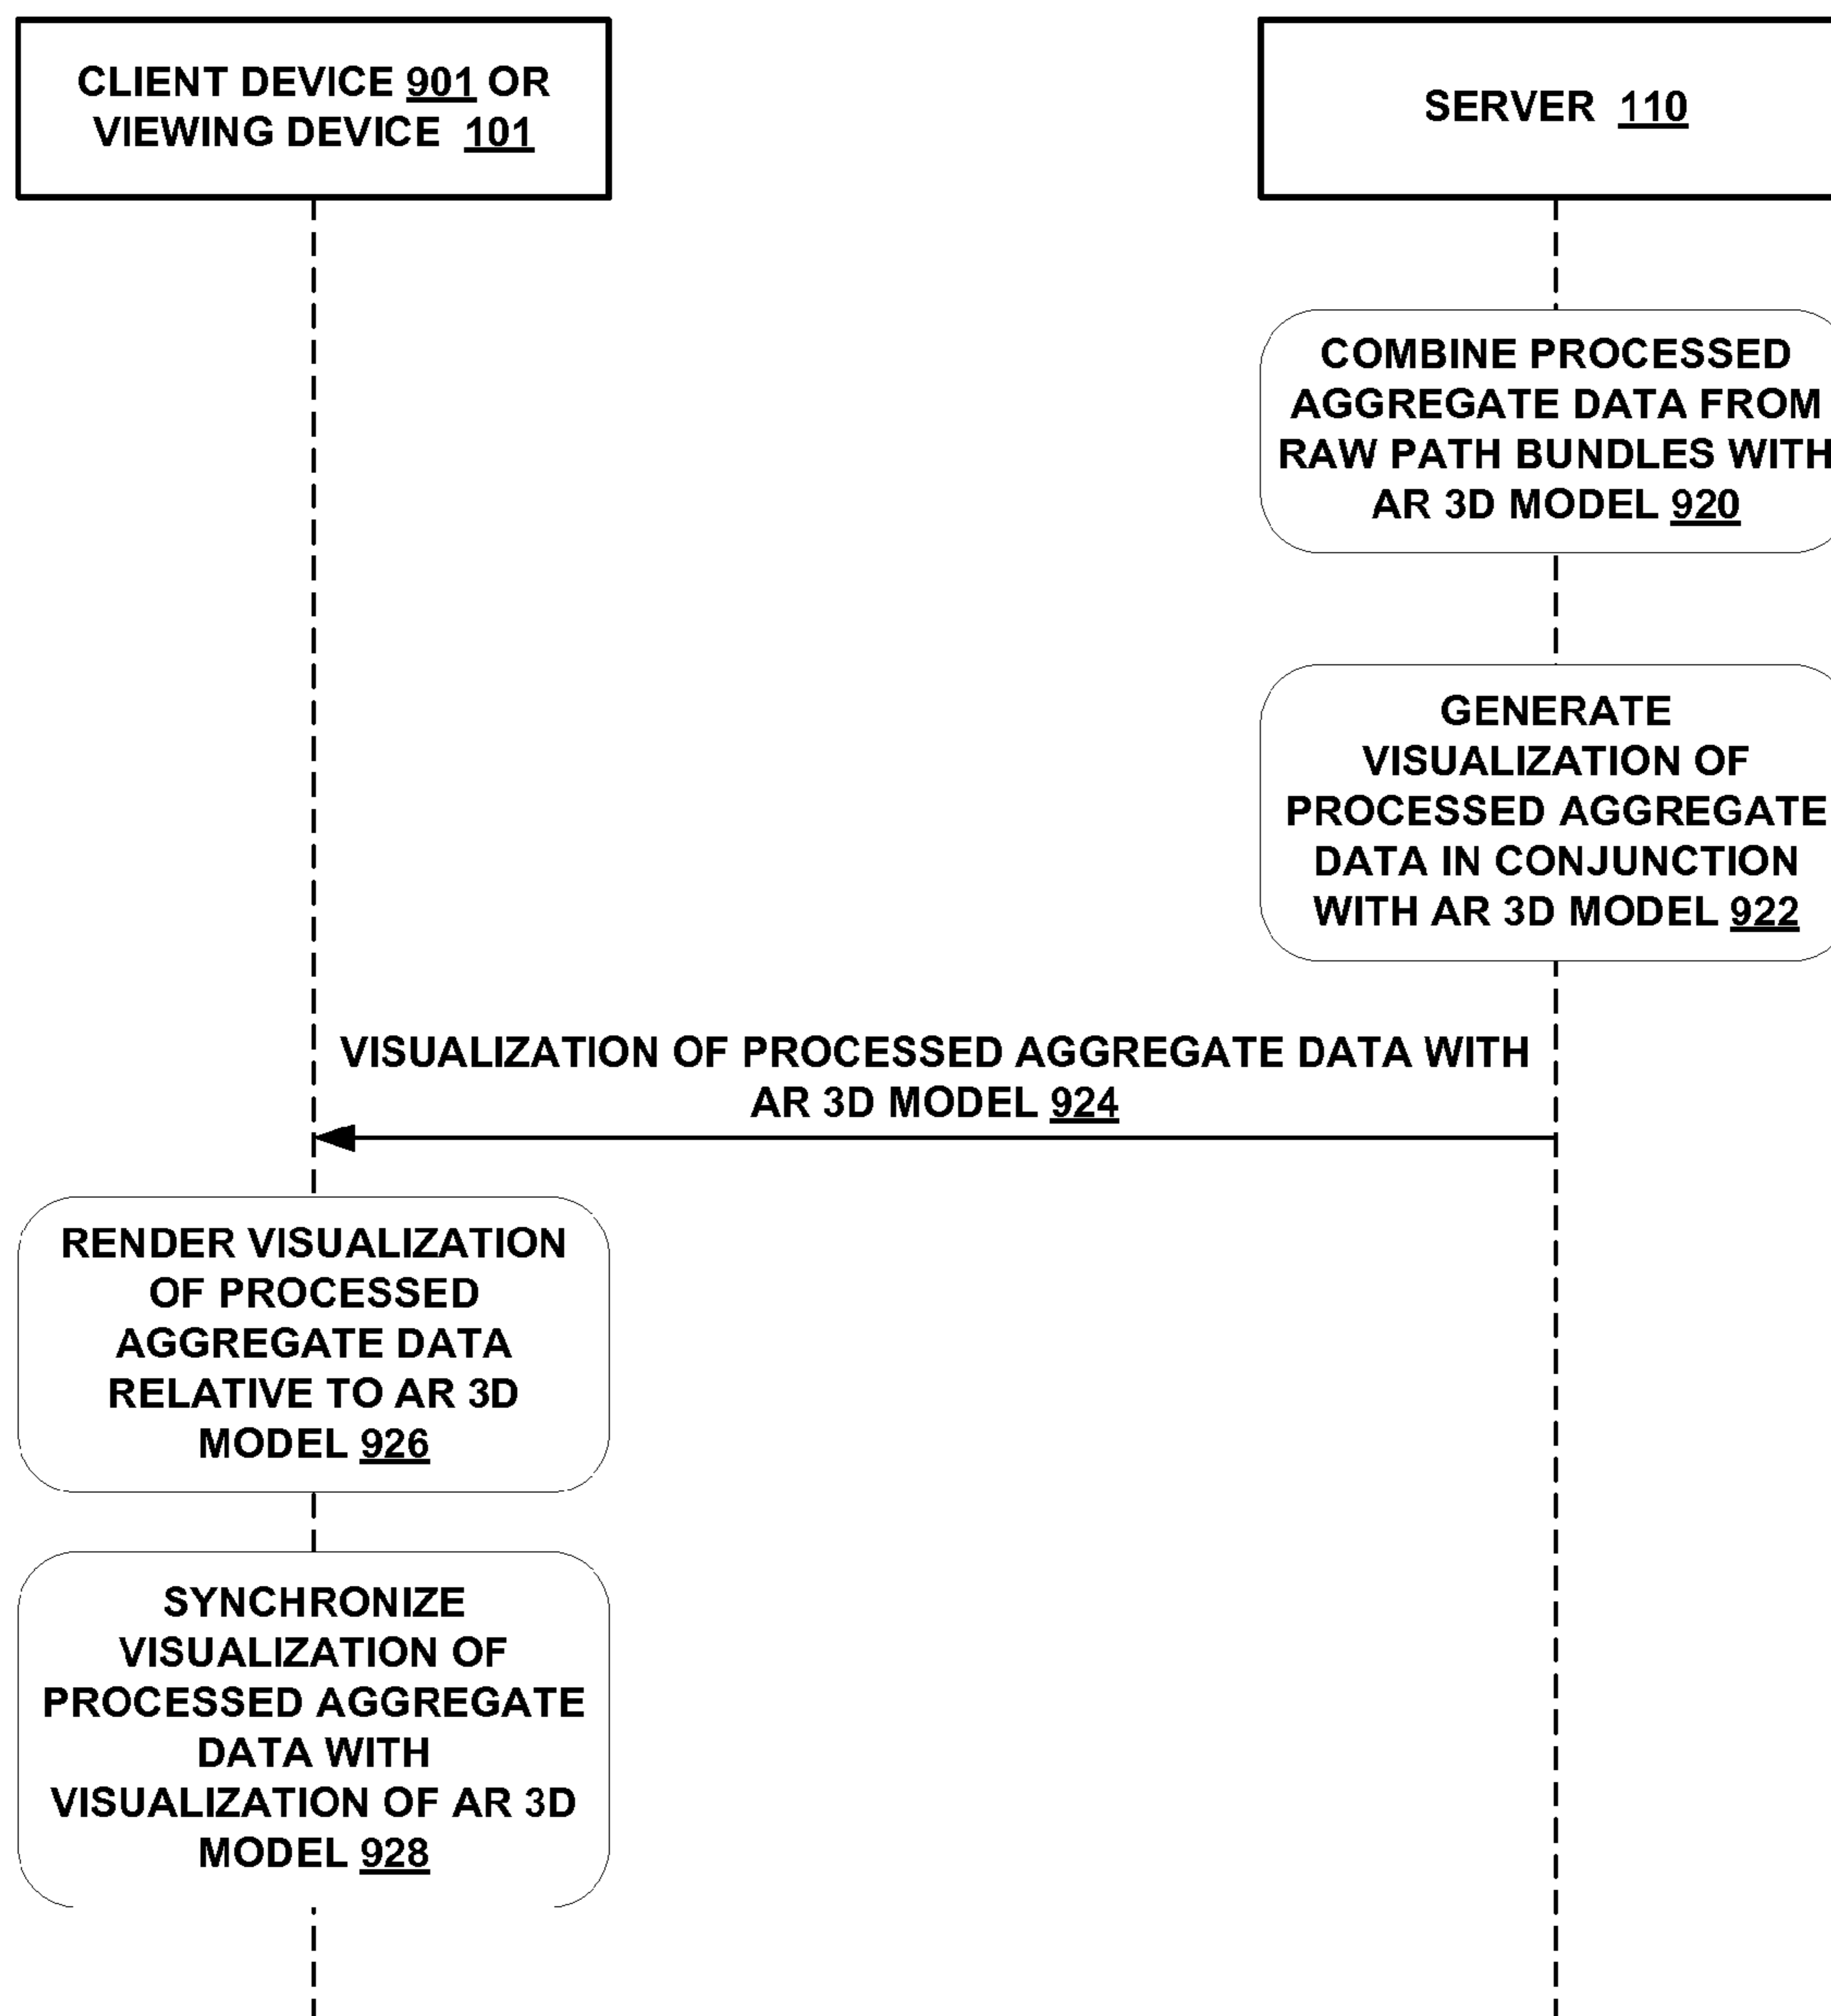 CLIENT DEVICE 901 OR
VIEWING DEVICE 101
SERVER 110
COMBINE PROCESSED
AGGREGATE DATA FROM
RAW PATH BUNDLES WITH
AR 3D MODEL 920
GENERATE
VISUALIZATION OF
PROCESSED AGGREGATE
DATA IN CONJUNCTION
WITH AR 3D MODEL 922
VISUALIZATION OF PROCESSED AGGREGATE DATA WITH
AR 3D MODEL 924
RENDER VISUALIZATION
OF PROCESSED
AGGREGATE DATA
RELATIVE TO AR 3D
MODEL 926
SYNCHRONIZE
VISUALIZATION OF
PROCESSED AGGREGATE
DATA WITH
VISUALIZATION OF AR 3D
MODEL 928